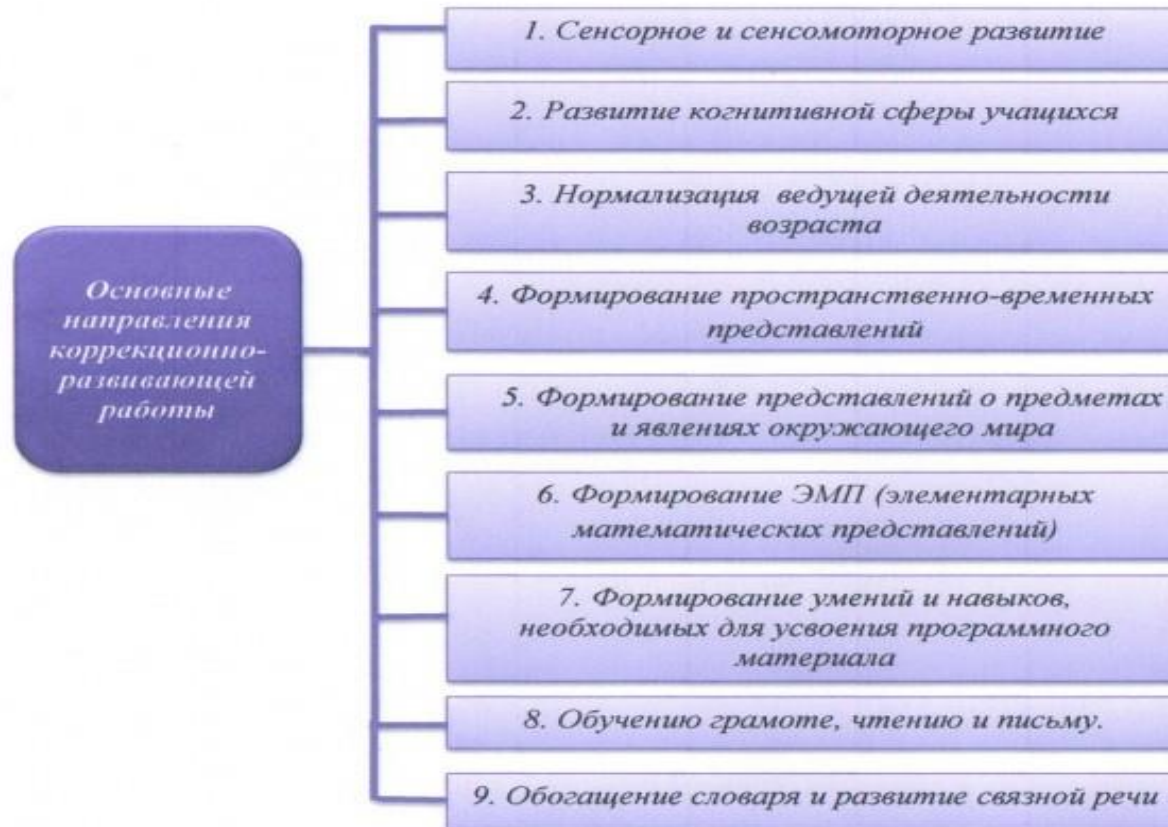 1. Сенсорное и сенсомоторное развитие
2. Развитие когнитивной сферы учащихся
3. Нормализация ведущей деятельности
возраста
Основные
направления
коррекционно-
развивающей
работы
4. Формирование пространственно-временных
представлений
5. Формирование представлений о предметах
и явлениях окружающего мира
6. Формирование ЭМП (элементарных
математических представлений)
7. Формирование умений и навыков,
необходимых для усвоения программного
материала
8. Обучению грамоте, чтению и письму.
9. Обогащение словаря и развитие связной речи